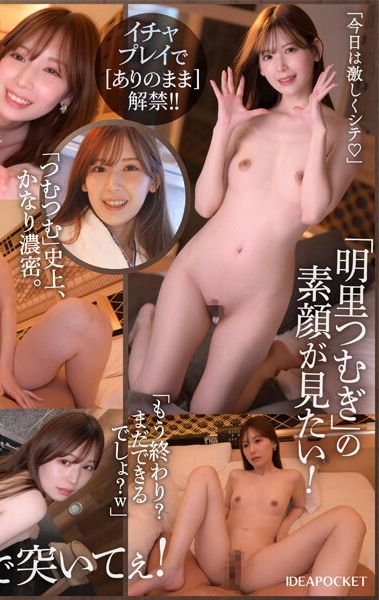 イチャ
プレイで
[ありのまま]
解禁!!
「今日は激しくシテ♡」
「つむつむ」史上、
かなり濃密。
「明里つむぎ」の
素顔が見たい!
「もう終わり?
まだできる
でしょ?w」
で突いてぇ!
IDEAPOCKET